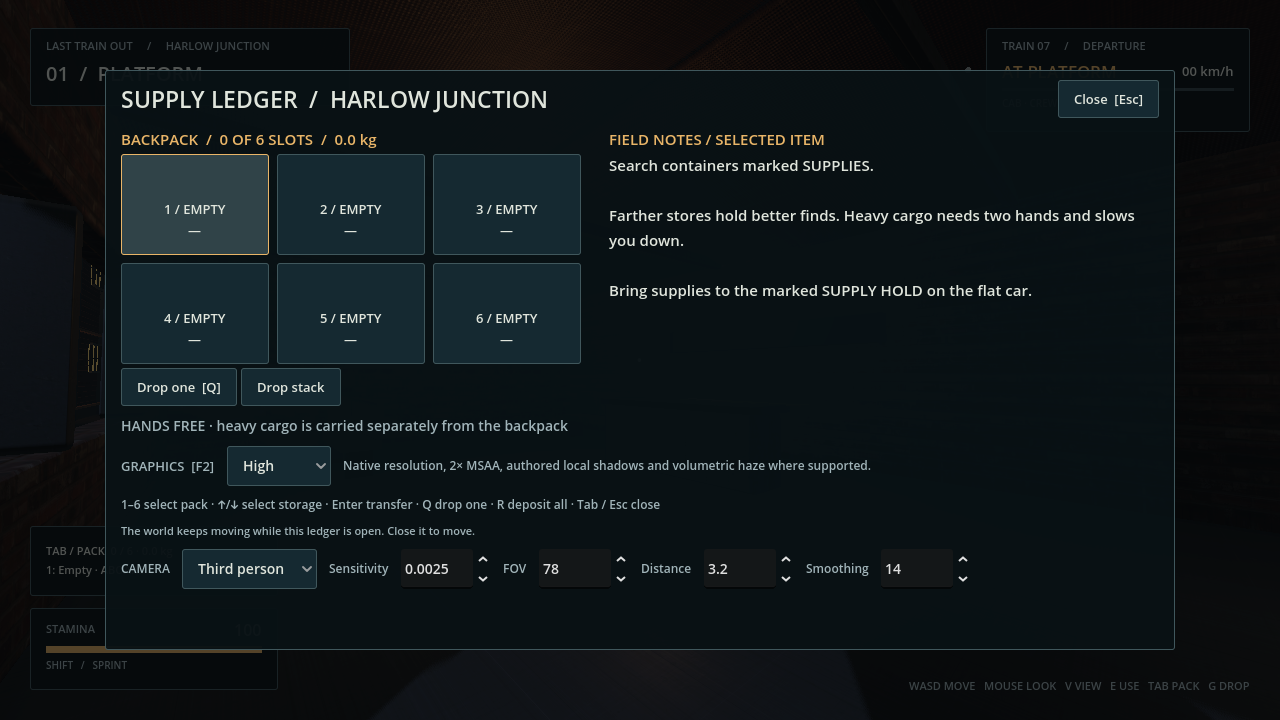 LAST TRAIN OUT / HARLOW JUNCTION
01 / PLATFORM
TRAIN 07 / DEPARTURE
AT PLATFORM
00 km/h
SUPPLY LEDGER / HARLOW JUNCTION
Close [Esc]
BACKPACK / 0 OF 6 SLOTS / 0.0 kg
1 / EMPTY
—
2 / EMPTY
—
3 / EMPTY
—
4 / EMPTY
—
5 / EMPTY
—
6 / EMPTY
—
Drop one [Q]
Drop stack
FIELD NOTES / SELECTED ITEM
Search containers marked SUPPLIES.
Farther stores hold better finds. Heavy cargo needs two hands and slows
you down.
Bring supplies to the marked SUPPLY HOLD on the flat car.
HANDS FREE · heavy cargo is carried separately from the backpack
GRAPHICS [F2]
High
Native resolution, 2× MSAA, authored local shadows and volumetric haze where supported.
1–6 select pack · ↑/↓ select storage · Enter transfer · Q drop one · R deposit all · Tab / Esc close
The world keeps moving while this ledger is open. Close it to move.
CAMERA
Third person
Sensitivity
0.0025
FOV
78
Distance
3.2
Smoothing
14
TAB / PACK
1: Empty ·
STAMINA
100
SHIFT / SPRINT
WASD MOVE MOUSE LOOK V VIEW E USE TAB PACK G DROP